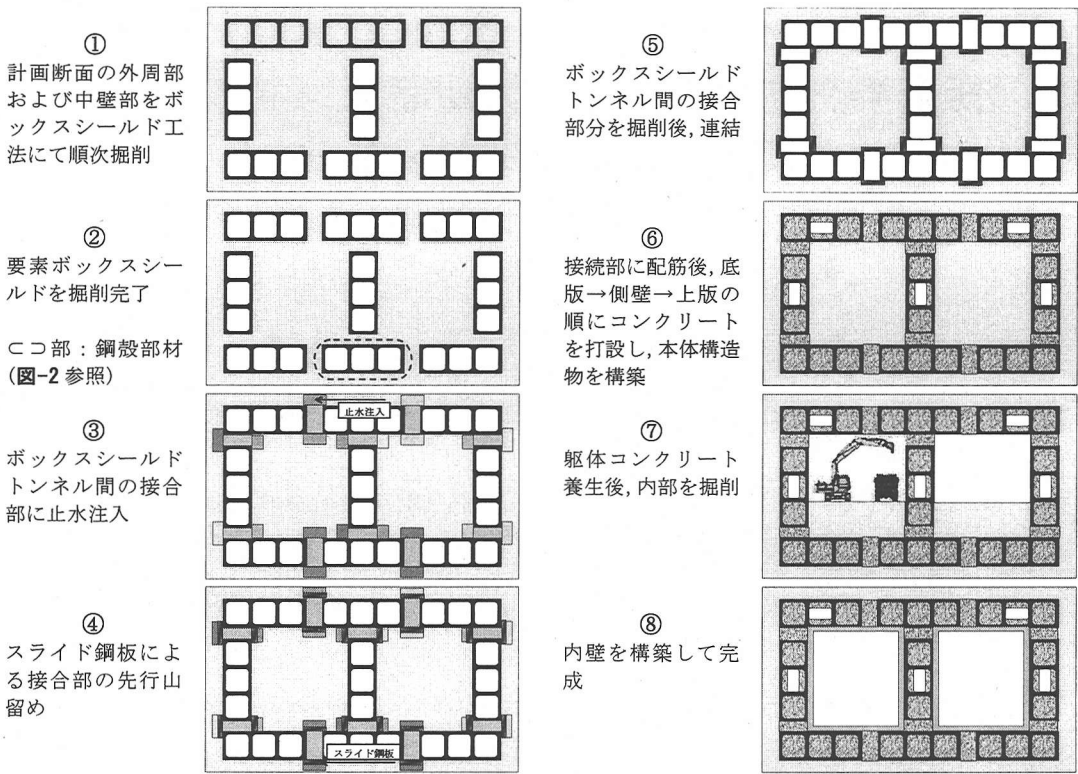 ①
計画断面の外周部
および中壁部をボ
ックスシールド工
法にて順次掘削
②
要素ボックスシー
ルドを掘削完了
⊂⊃部：鋼殻部材
(図-2 参照)
③
ボックスシールド
トンネル間の接合
部に止水注入
止水注入
④
スライド鋼板によ
る接合部の先行山
留め
スライド鋼板
⑤
ボックスシールド
トンネル間の接合
部分を掘削後, 連結
⑥
接続部に配筋後, 底
版→側壁→上版の
順にコンクリート
を打設し, 本体構造
物を構築
⑦
躯体コンクリート
養生後, 内部を掘削
⑧
内壁を構築して完
成